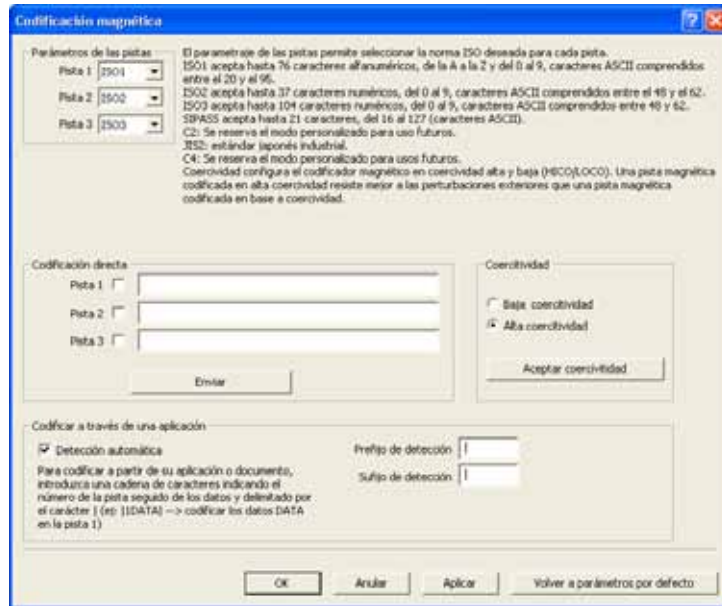 Codificación magnética
Parámetros de las pistas
Pista 1 ISO1
Pista 2 ISO2
Pista 3 ISO3
El parametraje de las pistas permite seleccionar la norma ISO deseada para cada pista.
ISO1 acepta hasta 76 caracteres alfanuméricos, de la A a la Z y del 0 al 9, caracteres ASCII comprendidos
entre el 20 y el 95.
ISO2 acepta hasta 37 caracteres numéricos, del 0 al 9, caracteres ASCII comprendidos entre el 48 y el 62.
ISO3 acepta hasta 104 caracteres numéricos, del 0 al 9, caracteres ASCII comprendidos entre 48 y 62.
SIPASS acepta hasta 21 caracteres, del 16 al 127 (caracteres ASCII).
C2: Se reserva el modo personalizado para uso futuros.
JIS2: estándar japonés industrial.
C4: Se reserva el modo personalizado para usos futuros.
Coercividad configura el codificador magnético en coercividad alta y baja (HICO/LOCO). Una pista magnética
codificada en alta coercividad resiste mejor a las perturbaciones exteriores que una pista magnética
codificada en base a coercividad.
Codificación directa
Pista 1
Pista 2
Pista 3
Enviar
Coercitividad
Baja coercitividad
Alta coercitividad
Aceptar coercivitidad
Codificar a través de una aplicación
Detección automática
Para codificar a partir de su aplicación o documento,
introduzca una cadena de caracteres indicando el
número de la pista seguido de los datos y delimitado por
el carácter | (ej: |1DATA| --> codificar los datos DATA
en la pista 1)
Prefijo de detección |
Sufijo de detección |
OK
Anular
Aplicar
Volver a parámetros por defecto